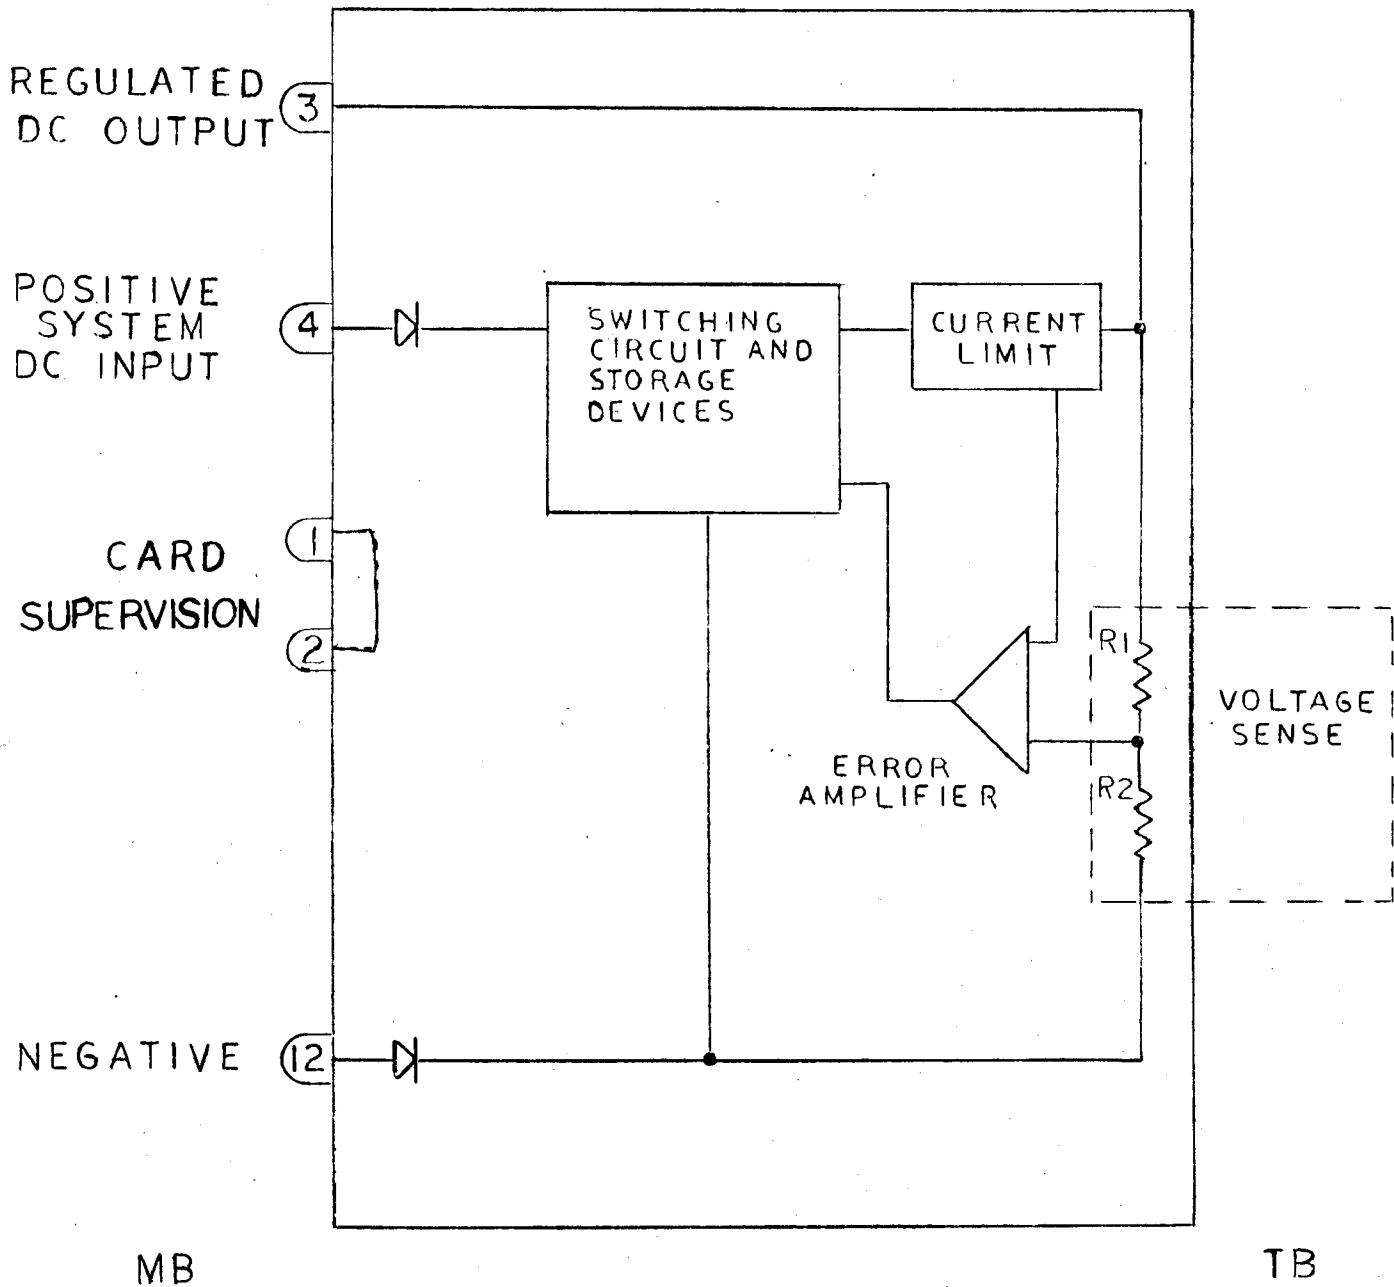 REGULATED
DC OUTPUT
3
POSITIVE
SYSTEM
DC INPUT
4
SWITCHING
CIRCUIT AND
STORAGE
DEVICES
CURRENT
LIMIT
1
CARD
SUPERVISION
2
R1
VOLTAGE
SENSE
ERROR
AMPLIFIER
R2
NEGATIVE
12
MB
TB